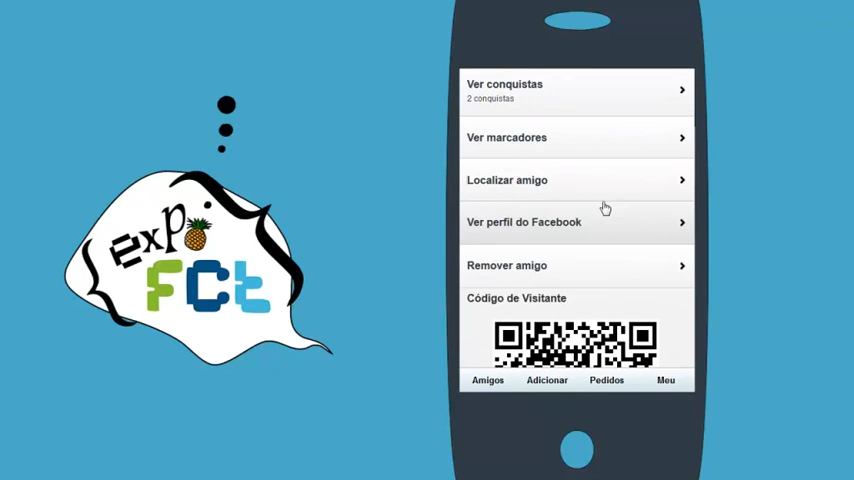 expo
FCt
Ver conquistas
2 conquistas
Ver marcadores
Localizar amigo
Ver perfil do Facebook
Remover amigo
Código de Visitante
Amigos Adicionar Pedidos Meu